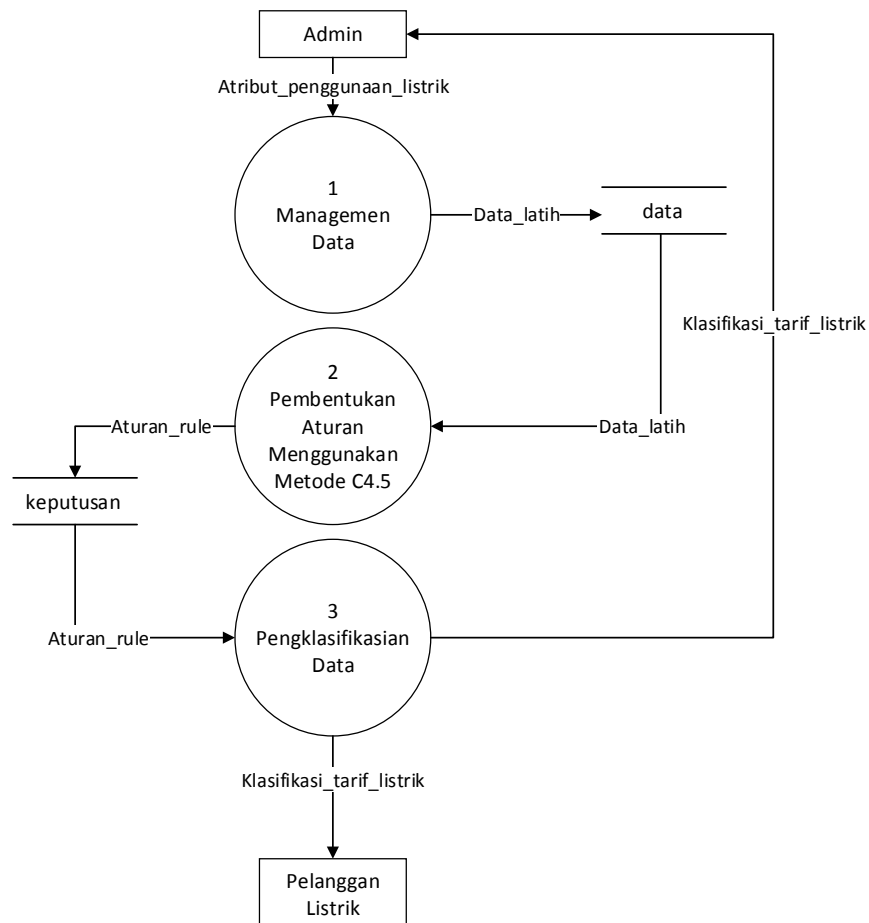 Admin
Atribut_penggunaan_listrik
1
Managemen
Data
Data_latih
data
Klasifikasi_tarif_listrik
2
Pembentukan
Aturan
Menggunakan
Metode C4.5
Aturan_rule
Data_latih
keputusan
3
Pengklasifikasian
Data
Aturan_rule
Klasifikasi_tarif_listrik
Pelanggan
Listrik